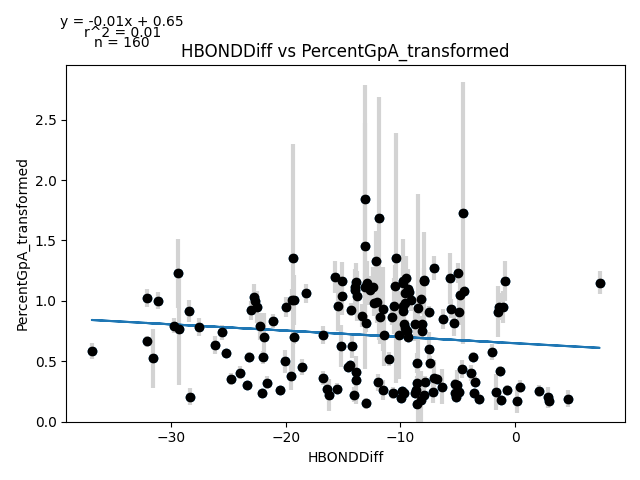 y = -0.01x + 0.65
r^2 = 0.01
n = 160
HBONDDiff vs PercentGpA_transformed
PercentGpA_transformed
2.5
2.0
1.5
1.0
0.5
0.0
−30
−20
−10
0
HBONDDiff